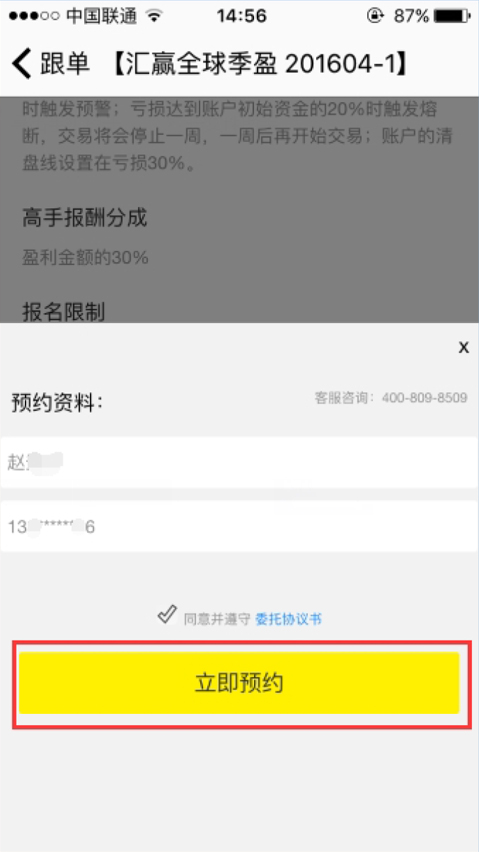 中国联通 14:56 87%
跟单 【汇赢全球季盈 201604-1】
时触发预警；亏损达到账户初始资金的20%时触发熔
断，交易将会停止一周，一周后再开始交易；账户的清
盘线设置在亏损30%。
高手报酬分成
盈利金额的30%
报名限制
x
预约资料： 客服咨询：400-809-8509
赵
13 ****** 6
同意并遵守 委托协议书
立即预约